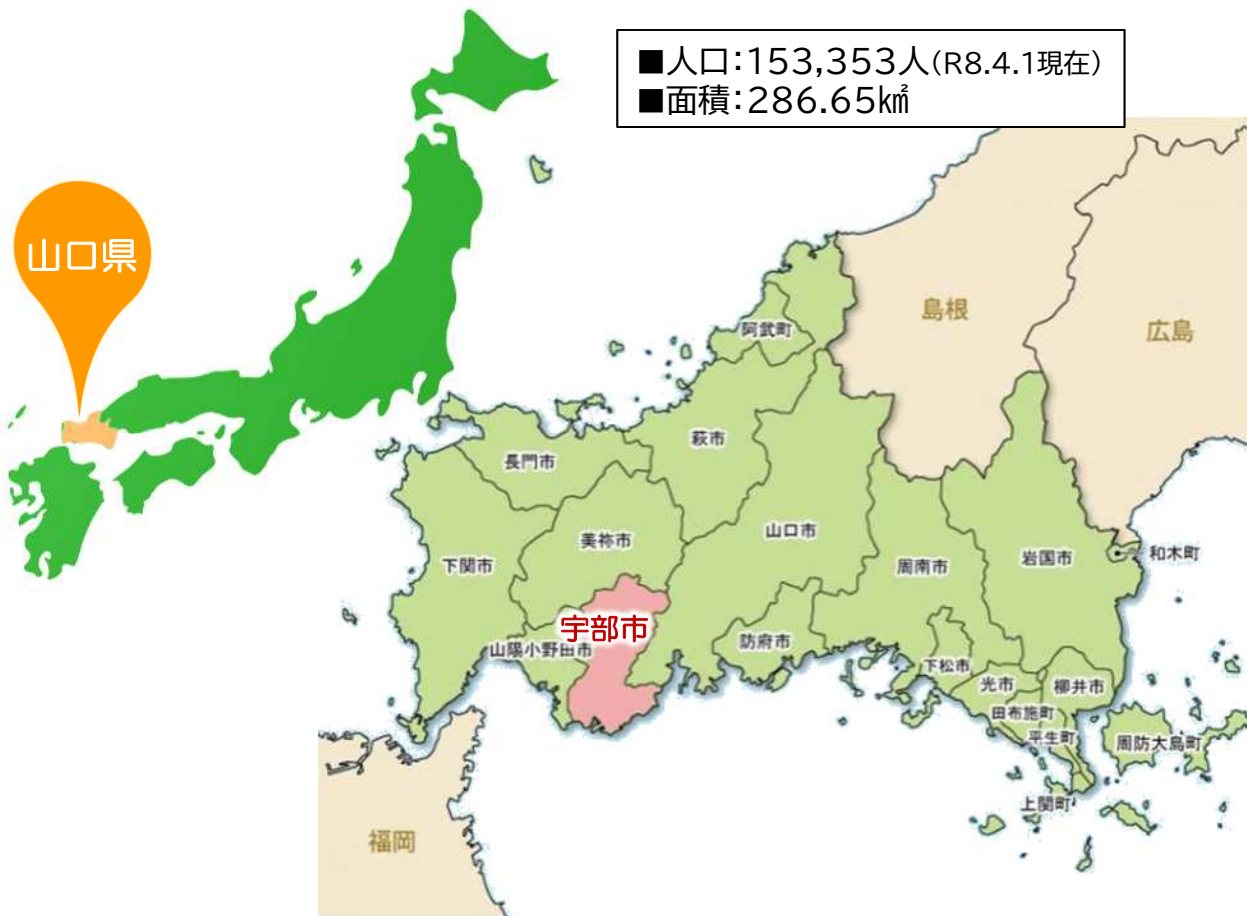 ■人口:153,353人(R8.4.1現在)
■面積:286.65㎢
山口県
島根
広島
阿武町
萩市
長門市
山口市
美祢市
下関市
周南市
岩国市
和木町
宇部市
山陽小野田市
防府市
下松市
光市
柳井市
田布施町
平生町
周防大島町
上関町
福岡